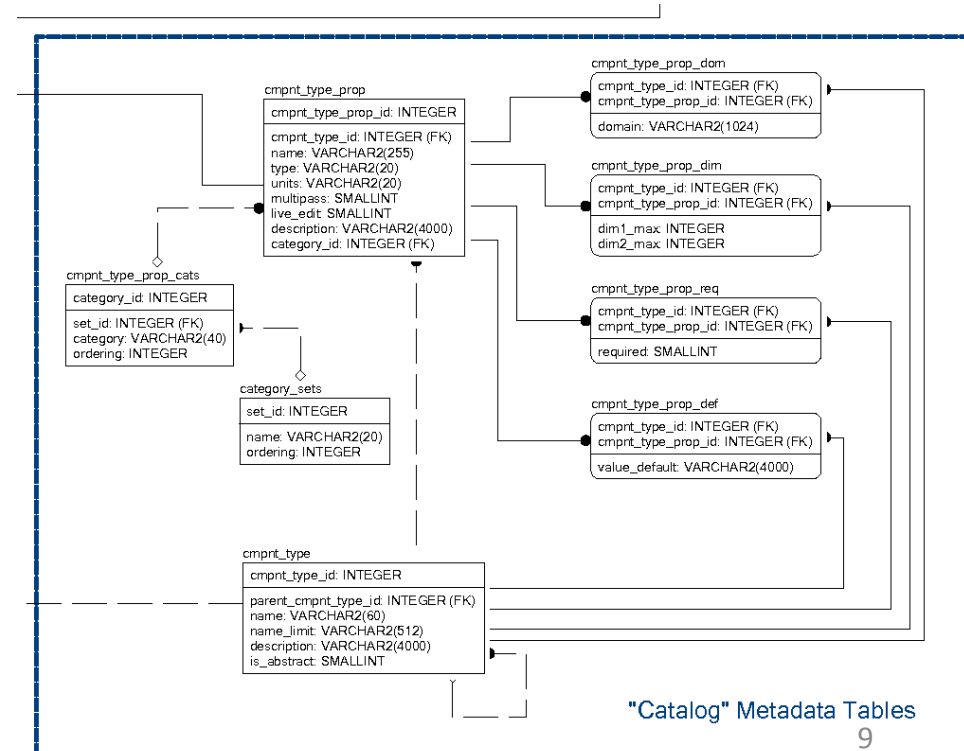 cmpnt_type_prop_dom
cmpnt_type_id: INTEGER (FK)
cmpnt_type_prop_id: INTEGER (FK)
domain: VARCHAR2(1024)
cmpnt_type_prop
cmpnt_type_prop_id: INTEGER
cmpnt_type_id: INTEGER (FK)
name: VARCHAR2(255)
type: VARCHAR2(20)
units: VARCHAR2(20)
multipass: SMALLINT
live_edit: SMALLINT
description: VARCHAR2(4000)
category_id: INTEGER (FK)
cmpnt_type_prop_dim
cmpnt_type_id: INTEGER (FK)
cmpnt_type_prop_id: INTEGER (FK)
dim1_max: INTEGER
dim2_max: INTEGER
cmpnt_type_prop_cats
category_id: INTEGER
set_id: INTEGER (FK)
category: VARCHAR2(40)
ordering: INTEGER
cmpnt_type_prop_req
cmpnt_type_id: INTEGER (FK)
cmpnt_type_prop_id: INTEGER (FK)
required: SMALLINT
category_sets
set_id: INTEGER
name: VARCHAR2(20)
ordering: INTEGER
cmpnt_type_prop_def
cmpnt_type_id: INTEGER (FK)
cmpnt_type_prop_id: INTEGER (FK)
value_default: VARCHAR2(4000)
cmpnt_type
cmpnt_type_id: INTEGER
parent_cmpnt_type_id: INTEGER (FK)
name: VARCHAR2(60)
name_limit: VARCHAR2(512)
description: VARCHAR2(4000)
is_abstract: SMALLINT
"Catalog" Metadata Tables
9